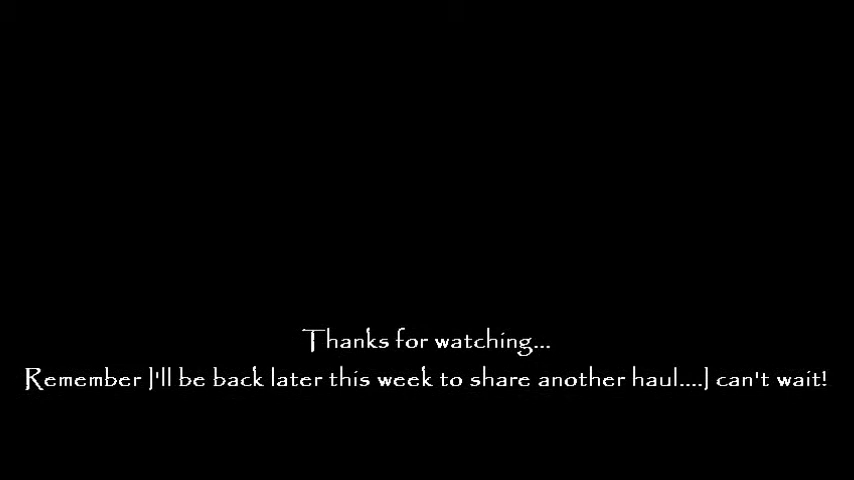 Thanks for watching...
Remember I'll be back later this week to share another haul....I can't wait!